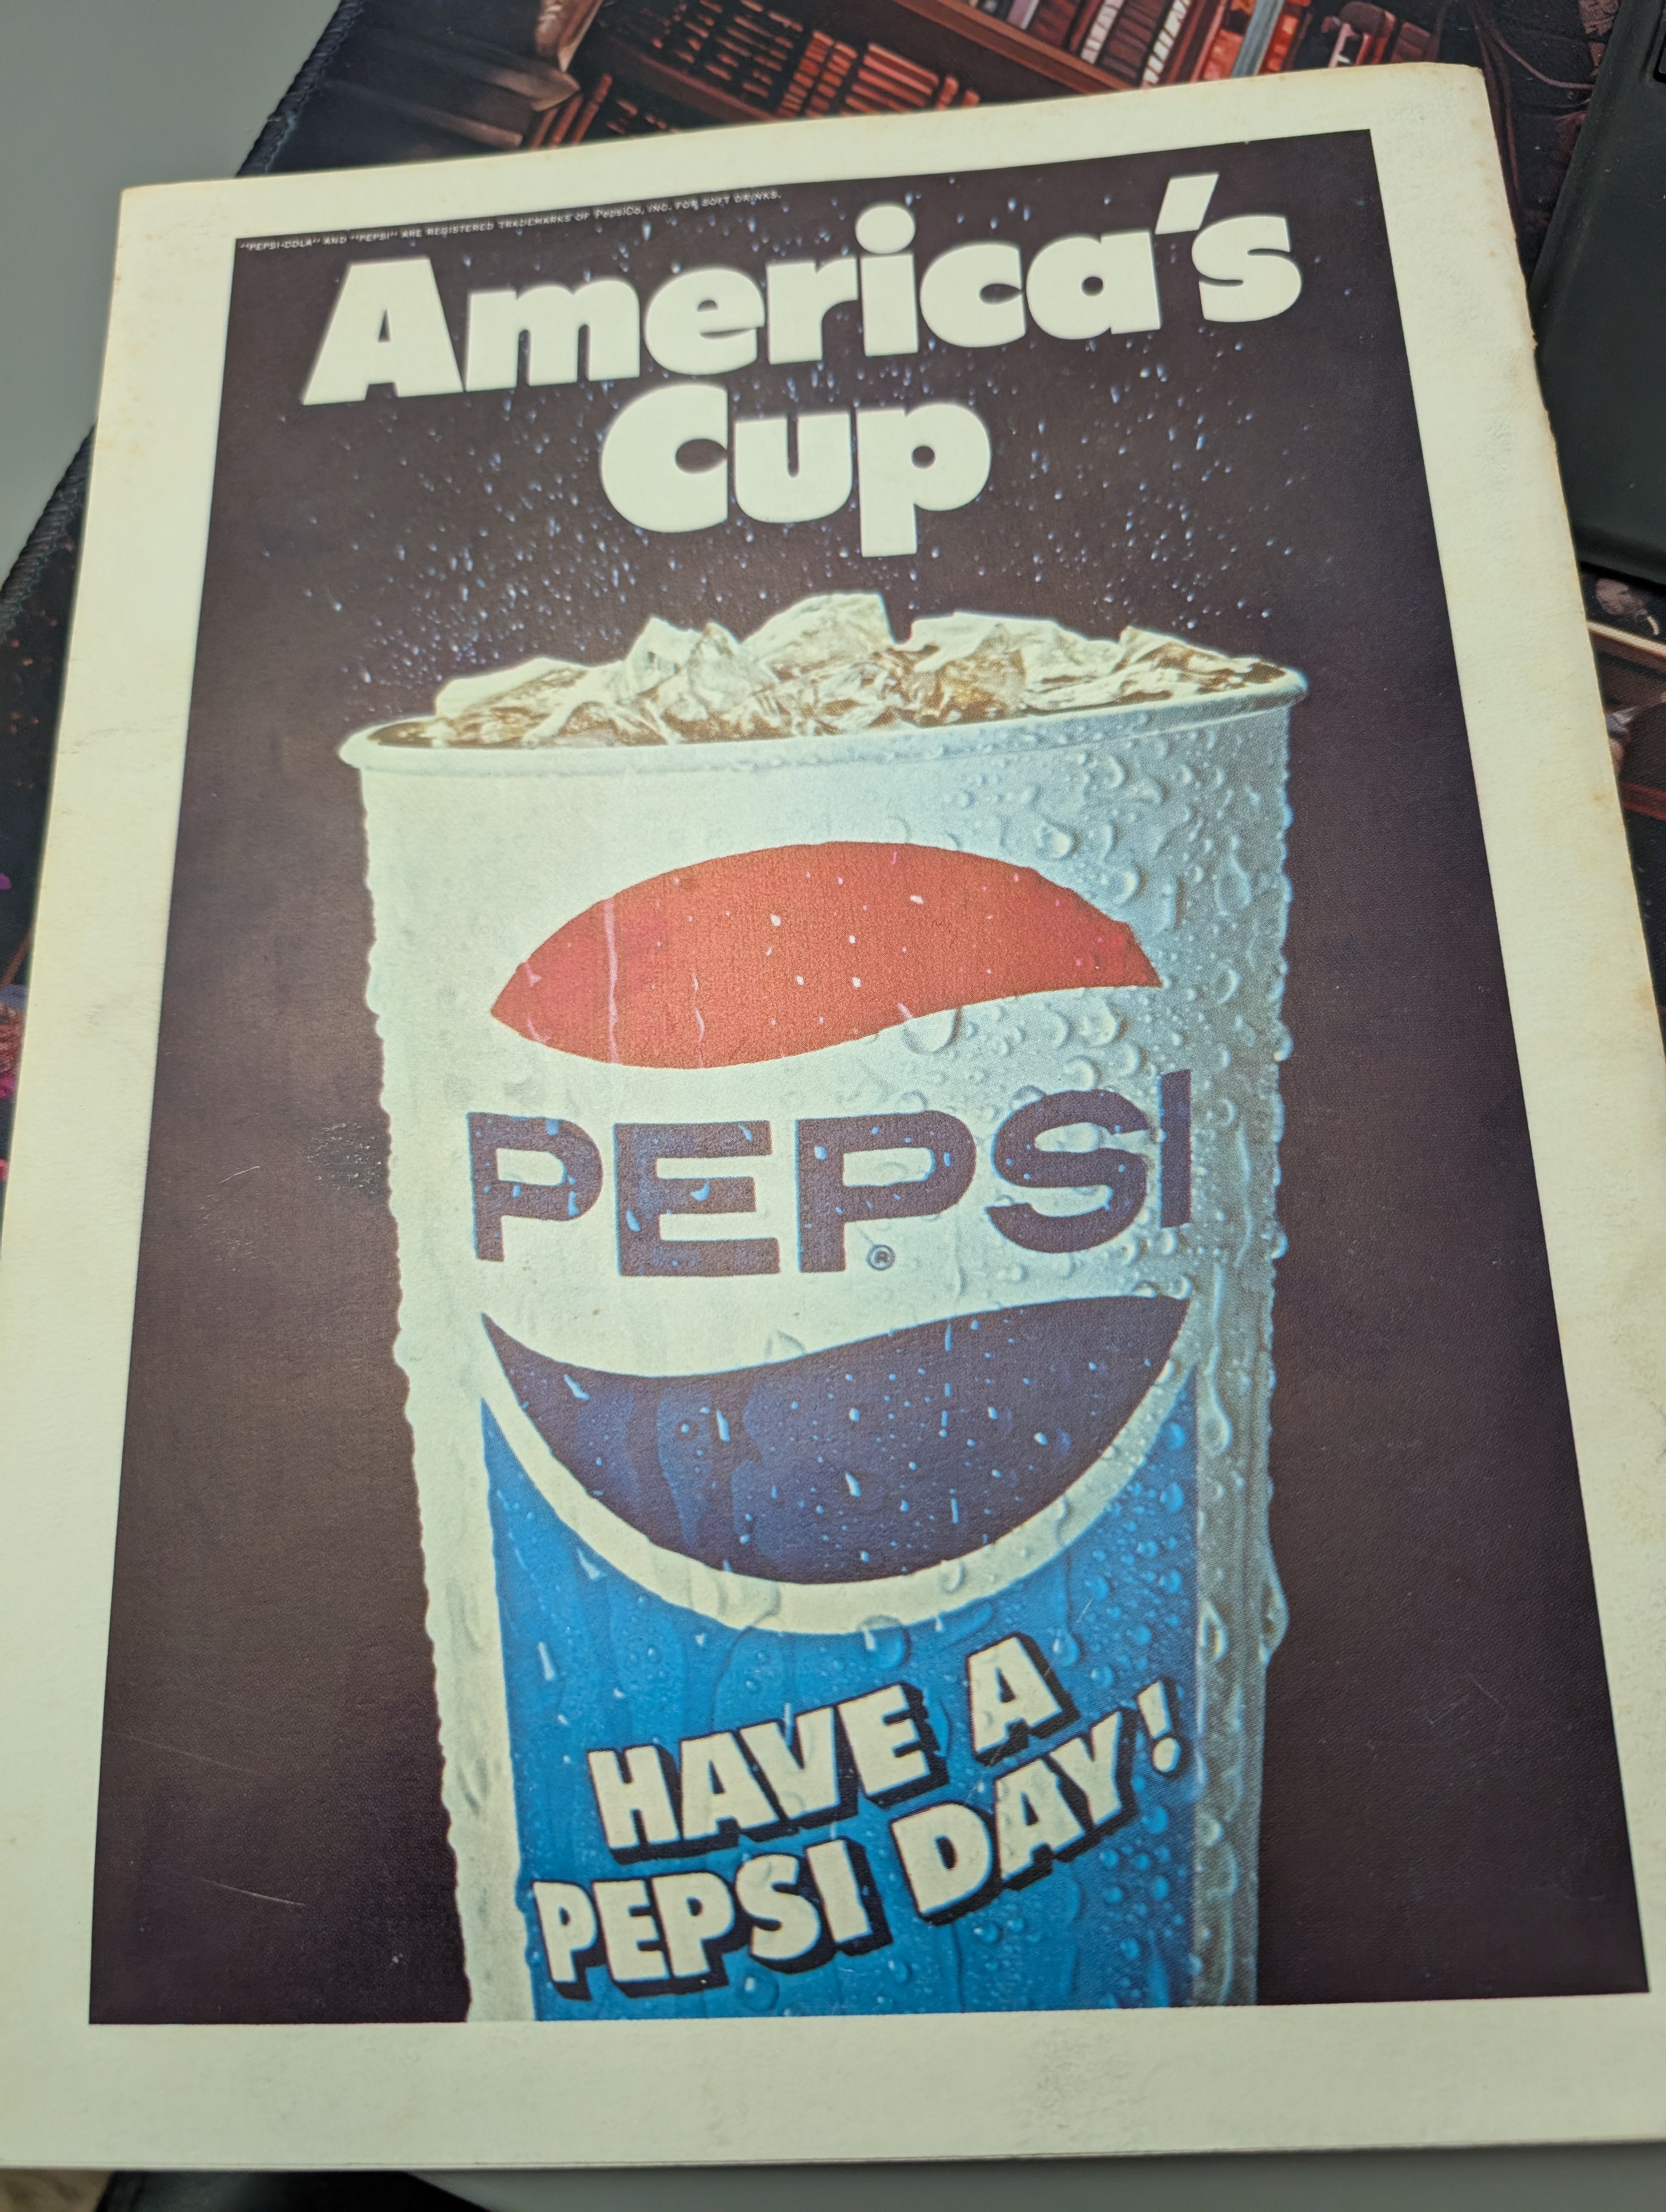 "PEPSI-COLA" AND "PEPSI" ARE REGISTERED TRADEMARKS OF PepsiCo, INC. FOR SOFT DRINKS.
America's
Cup
PEPSI
®
HAVE A
PEPSI DAY!